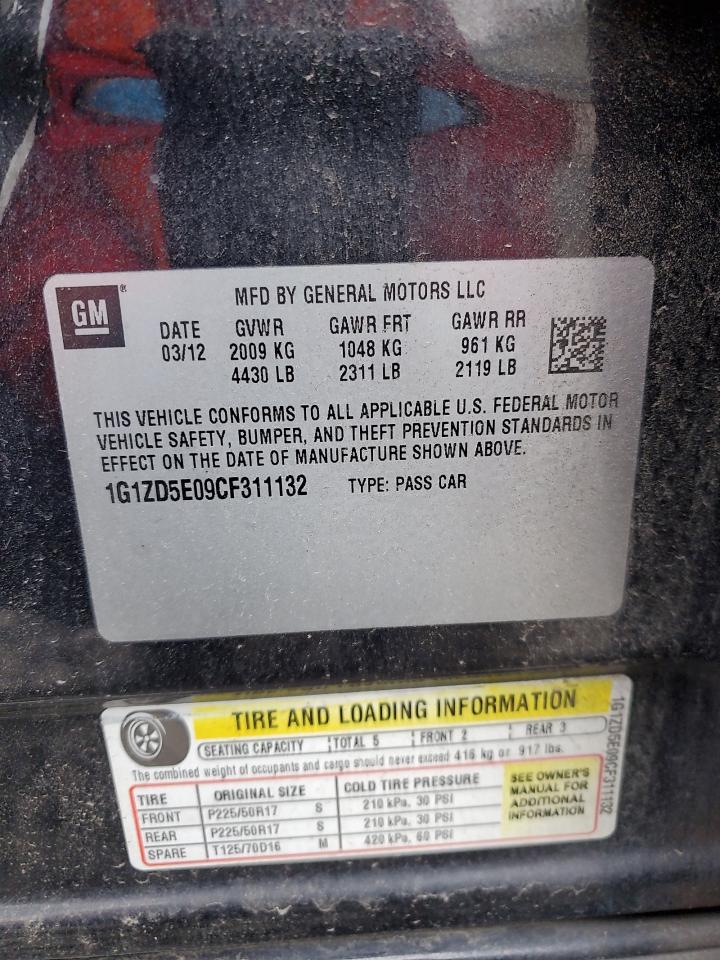 GM ®
MFD BY GENERAL MOTORS LLC
DATE GVWR GAWR FRT GAWR RR
03/12 2009 KG 1048 KG 961 KG
4430 LB 2311 LB 2119 LB
THIS VEHICLE CONFORMS TO ALL APPLICABLE U.S. FEDERAL MOTOR
VEHICLE SAFETY, BUMPER, AND THEFT PREVENTION STANDARDS IN
EFFECT ON THE DATE OF MANUFACTURE SHOWN ABOVE.
1G1ZD5E09CF311132 TYPE: PASS CAR
TIRE AND LOADING INFORMATION
SEATING CAPACITY TOTAL 5 FRONT 2 REAR 3
The combined weight of occupants and cargo should never exceed 416 kg or 917 lbs.
TIRE ORIGINAL SIZE COLD TIRE PRESSURE
FRONT P225/50R17 S 210 kPa, 30 PSI
REAR P225/50R17 S 210 kPa, 30 PSI
SPARE T125/70D16 M 420 kPa, 60 PSI
SEE OWNER'S
MANUAL FOR
ADDITIONAL
INFORMATION
1G1ZD5E09CF311132